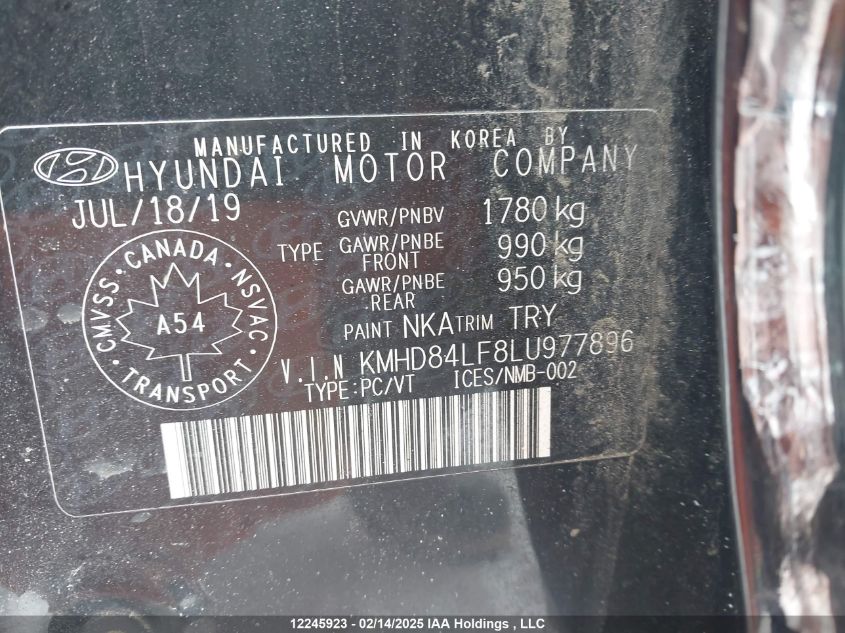 MANUFACTURED IN KOREA BY
HYUNDAI MOTOR COMPANY
JUL/18/19
GVWR/PNBV 1780 kg
TYPE GAWR/PNBE FRONT 990 kg
GAWR/PNBE REAR 950 kg
PAINT NKA TRIM TRY
V.I.N KMHD84LF8LU977896
TYPE:PC/VT ICES/NMB-002
CMVSS · CANADA · NSVAC · TRANSPORT ·
A54
12245923 - 02/14/2025 IAA Holdings , LLC